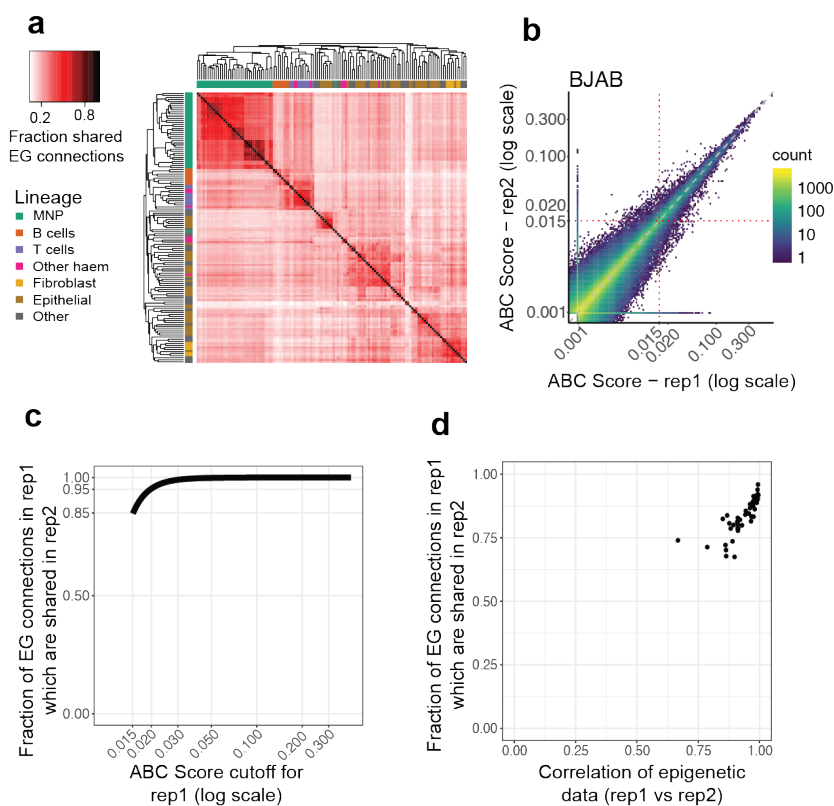 a
0.2
0.8
Fraction shared
EG connections
Lineage
MNP
B cells
T cells
Other haem
Fibroblast
Epithelial
Other
b
BJAB
ABC Score − rep2 (log scale)
0.300
0.100
0.020
0.015
0.001
0.001
0.015
0.020
0.100
0.300
ABC Score − rep1 (log scale)
count
1000
100
10
1
c
Fraction of EG connections in rep1
which are shared in rep2
1.00
0.95
0.85
0.50
0.00
0.015
0.020
0.030
0.050
0.100
0.200
0.300
ABC Score cutoff for
rep1 (log scale)
d
Fraction of EG connections in rep1
which are shared in rep2
1.00
0.75
0.50
0.25
0.00
0.00
0.25
0.50
0.75
1.00
Correlation of epigenetic
data (rep1 vs rep2)